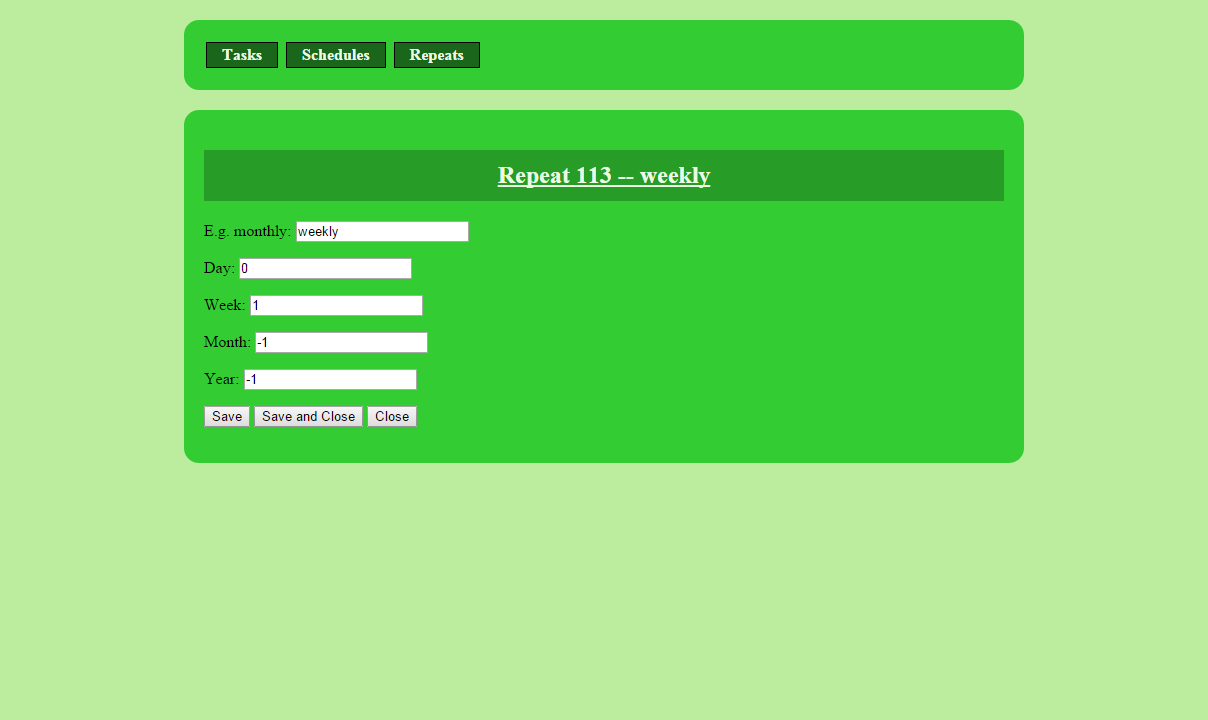 Tasks Schedules Repeats
Repeat 113 -- weekly
E.g. monthly: weekly
Day: 0
Week: 1
Month: -1
Year: -1
Save Save and Close Close